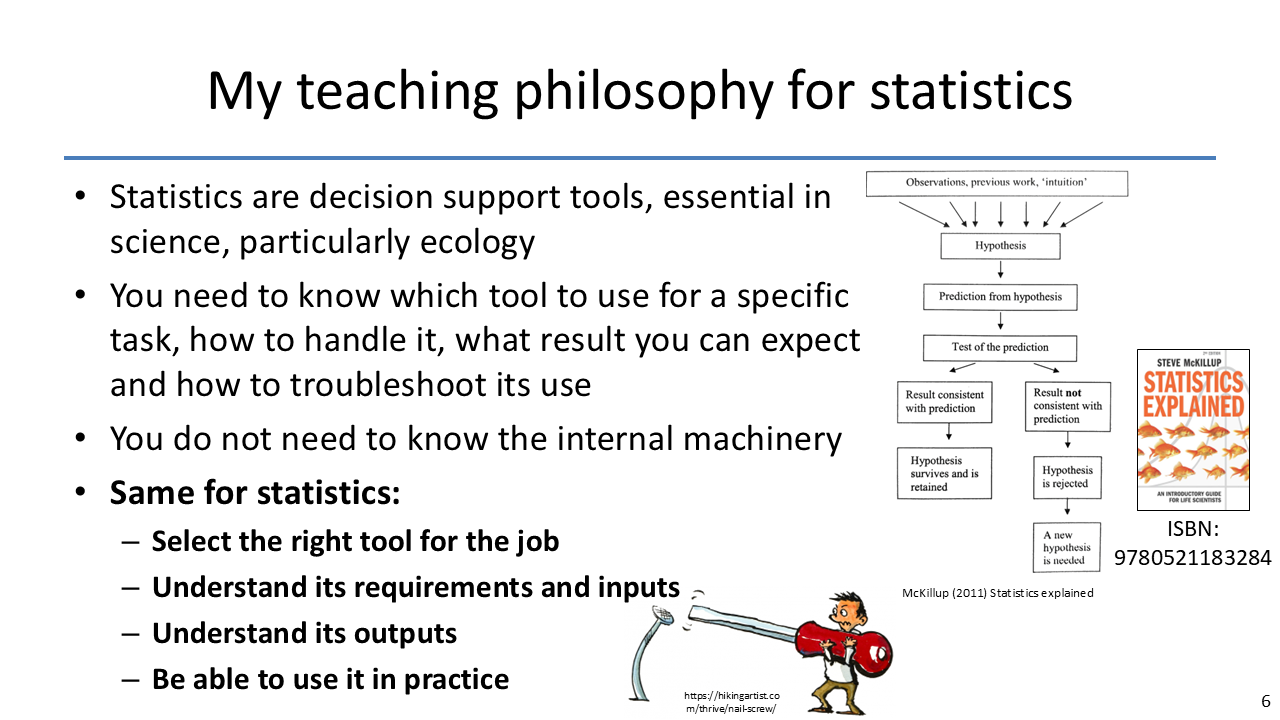 My teaching philosophy for statistics
• Statistics are decision support tools, essential in
science, particularly ecology
• You need to know which tool to use for a specific
task, how to handle it, what result you can expect
and how to troubleshoot its use
• You do not need to know the internal machinery
• Same for statistics:
– Select the right tool for the job
– Understand its requirements and inputs
– Understand its outputs
– Be able to use it in practice
Observations, previous work, ‘intuition’
Hypothesis
Prediction from hypothesis
Test of the prediction
Result consistent
with prediction
Result not
consistent with
prediction
Hypothesis
survives and is
retained
Hypothesis
is rejected
A new
hypothesis
is needed
McKillup (2011) Statistics explained
STEVE McKILLUP
STATISTICS
EXPLAINED
AN INTRODUCTORY GUIDE
FOR LIFE SCIENTISTS
ISBN:
9780521183284
https://hikingartist.co
m/thrive/nail-screw/
6